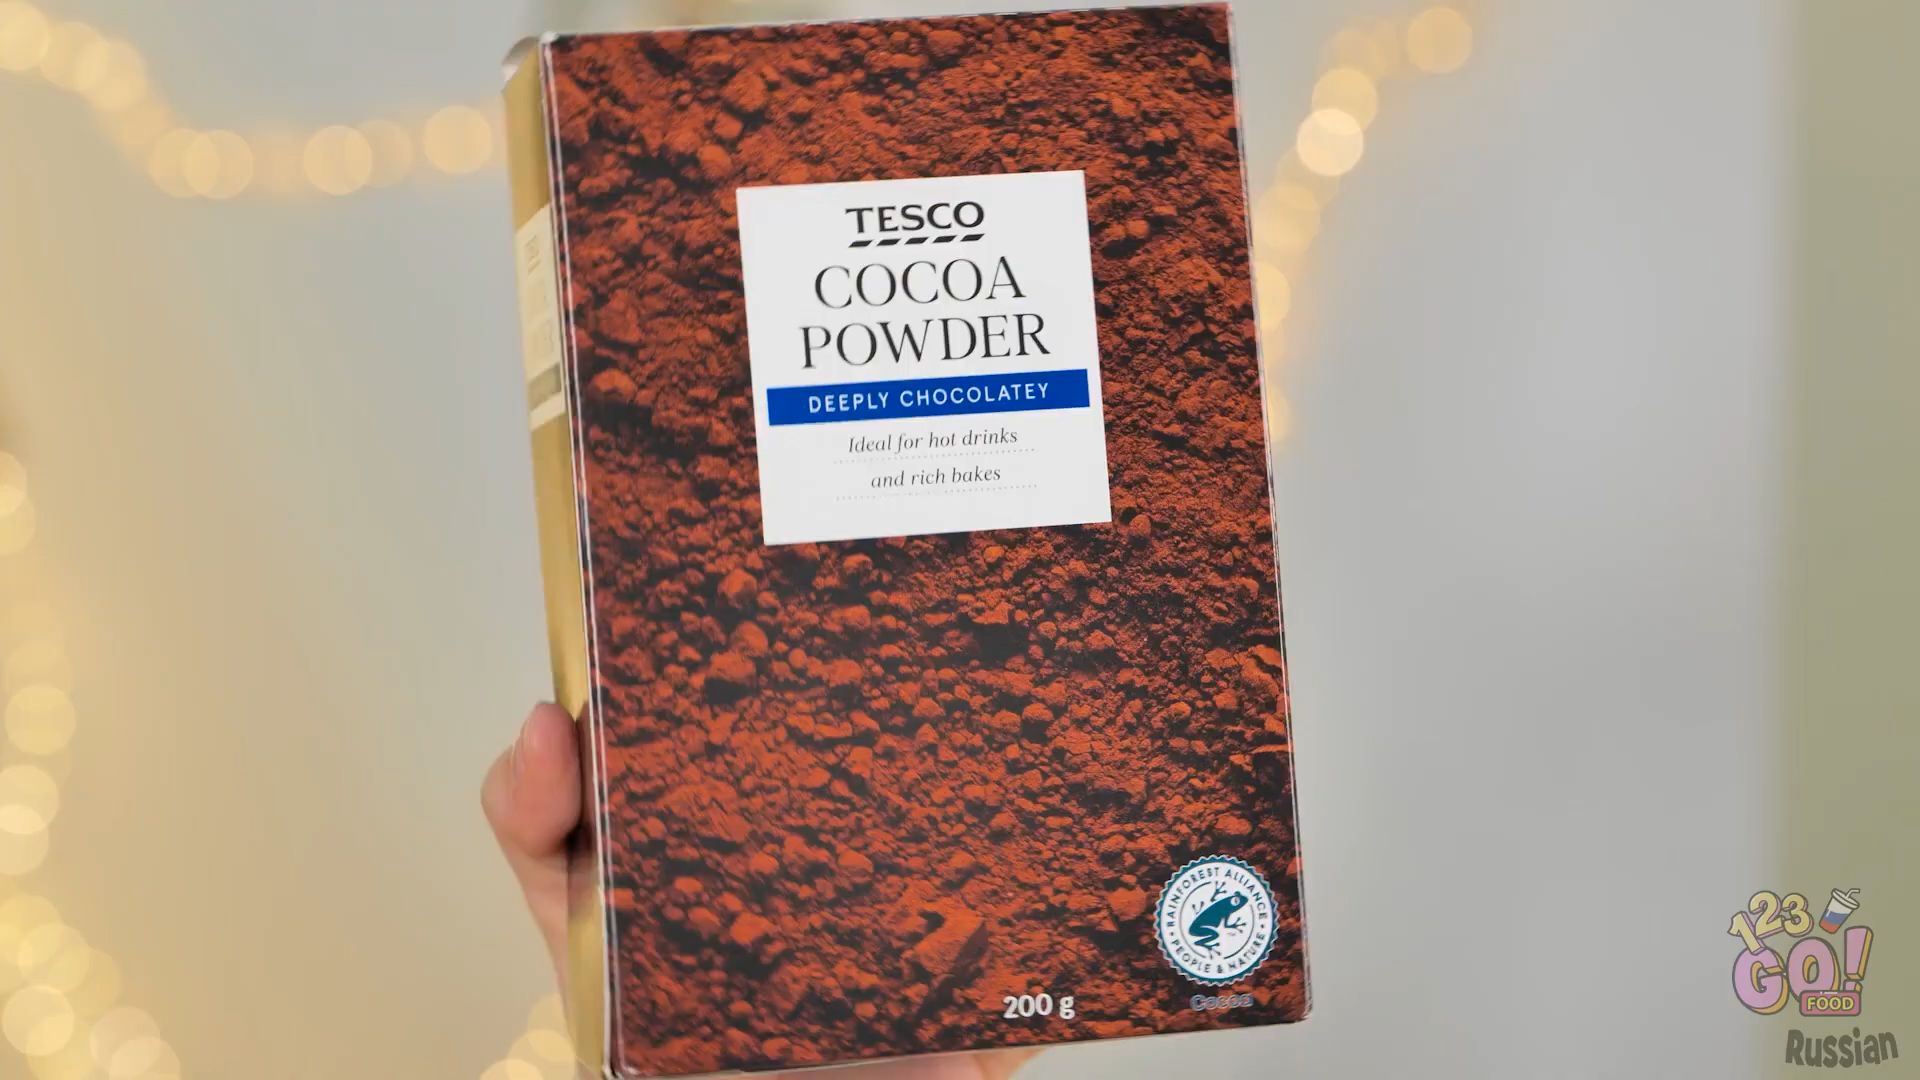 TESCO
COCOA
POWDER
DEEPLY CHOCOLATEY
Ideal for hot drinks
and rich bakes
RAINFOREST ALLIANCE
PEOPLE & NATURE
200 g
Cocoa
123
GO!
FOOD
Russian